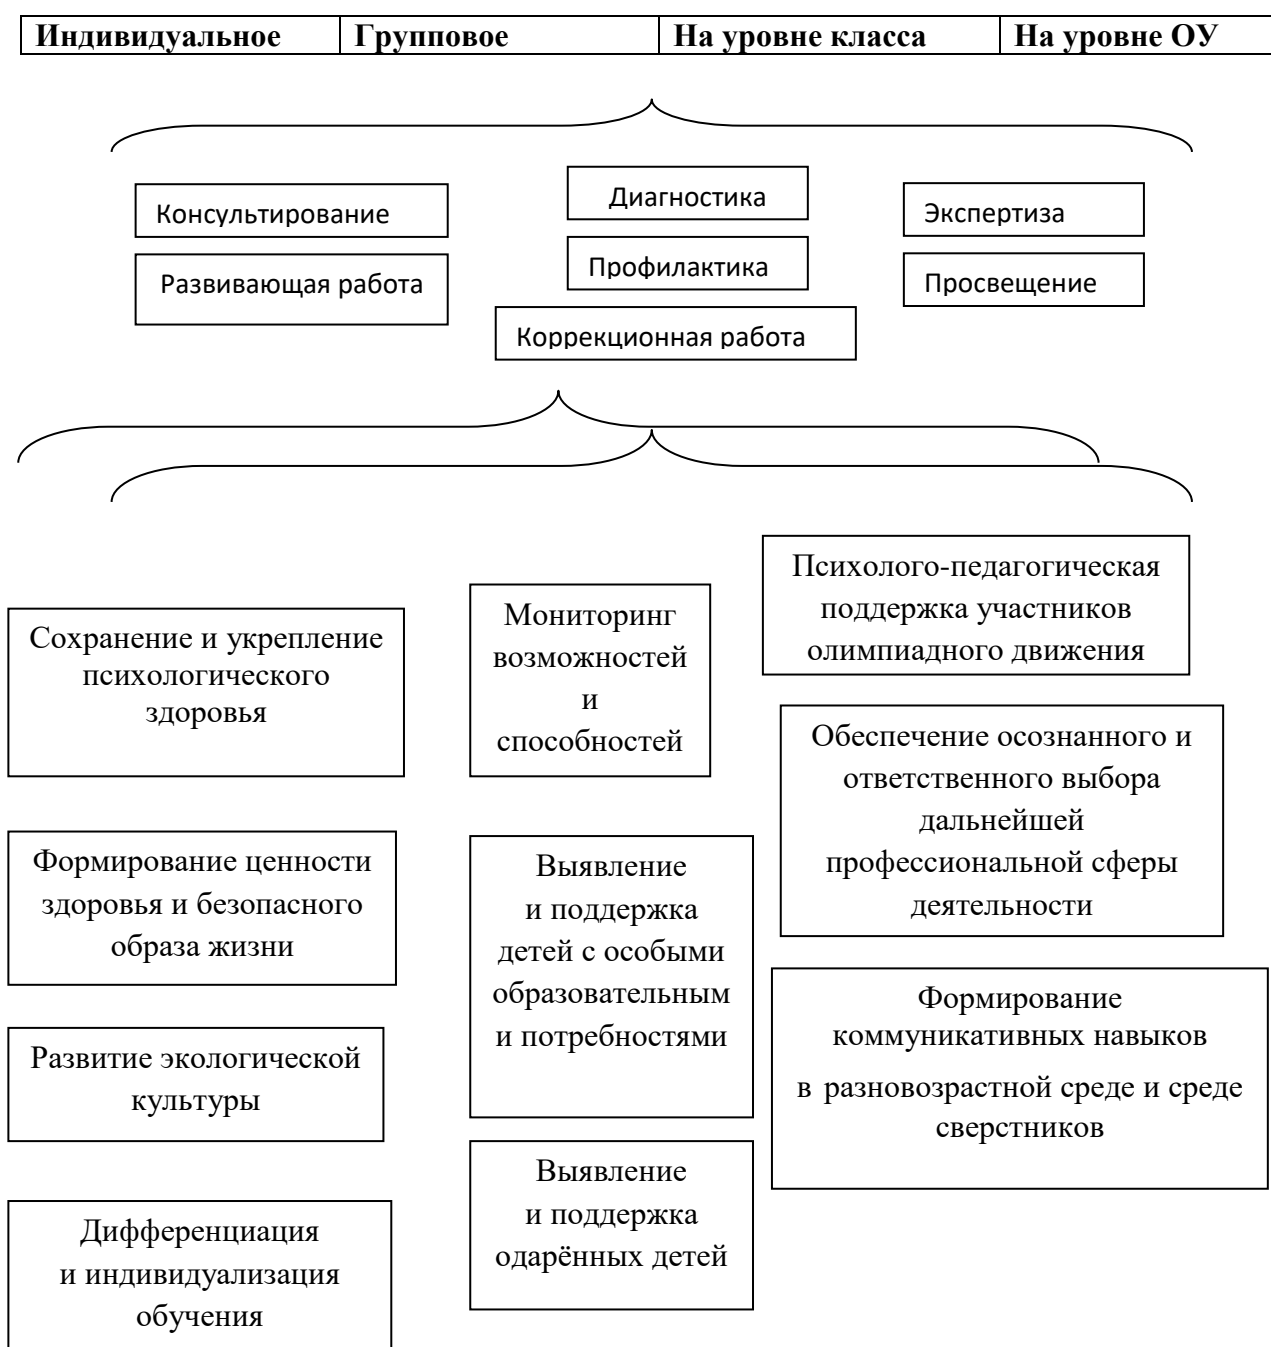 Индивидуальное Групповое На уровне класса На уровне ОУ
Консультирование
Диагностика
Экспертиза
Развивающая работа
Профилактика
Просвещение
Коррекционная работа
Сохранение и укрепление
психологического
здоровья
Формирование ценности
здоровья и безопасного
образа жизни
Развитие экологической
культуры
Дифференциация
и индивидуализация
обучения
Мониторинг
возможностей
и
способностей
Выявление
и поддержка
детей с особыми
образовательным
и потребностями
Выявление
и поддержка
одарённых детей
Психолого-педагогическая
поддержка участников
олимпиадного движения
Обеспечение осознанного и
ответственного выбора
дальнейшей
профессиональной сферы
деятельности
Формирование
коммуникативных навыков
в разновозрастной среде и среде
сверстников